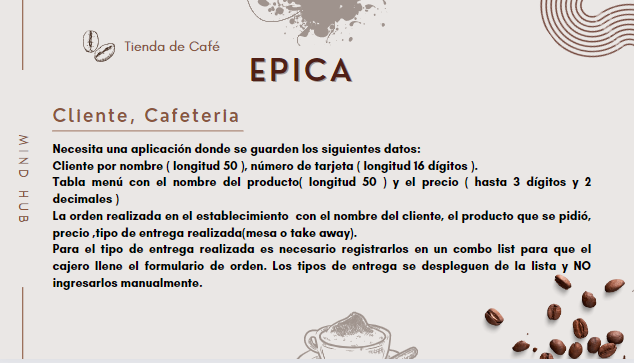 Tienda de Café
EPICA
Cliente, Cafeteria
MIND HUB
Necesita una aplicación donde se guarden los siguientes datos:
Cliente por nombre ( longitud 50 ), número de tarjeta ( longitud 16 dígitos ).
Tabla menú con el nombre del producto( longitud 50 ) y el precio ( hasta 3 dígitos y 2
decimales )
La orden realizada en el establecimiento con el nombre del cliente, el producto que se pidió,
precio ,tipo de entrega realizada(mesa o take away).
Para el tipo de entrega realizada es necesario registrarlos en un combo list para que el
cajero llene el formulario de orden. Los tipos de entrega se despleguen de la lista y NO
ingresarlos manualmente.